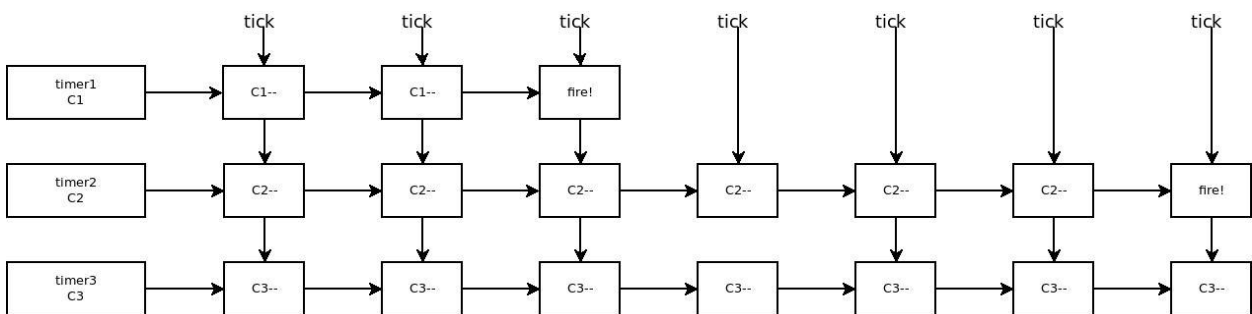 tick tick tick tick tick tick tick
timer1
C1
C1-- C1-- fire!
timer2
C2
C2-- C2-- C2-- C2-- C2-- C2-- fire!
timer3
C3
C3-- C3-- C3-- C3-- C3-- C3-- C3--